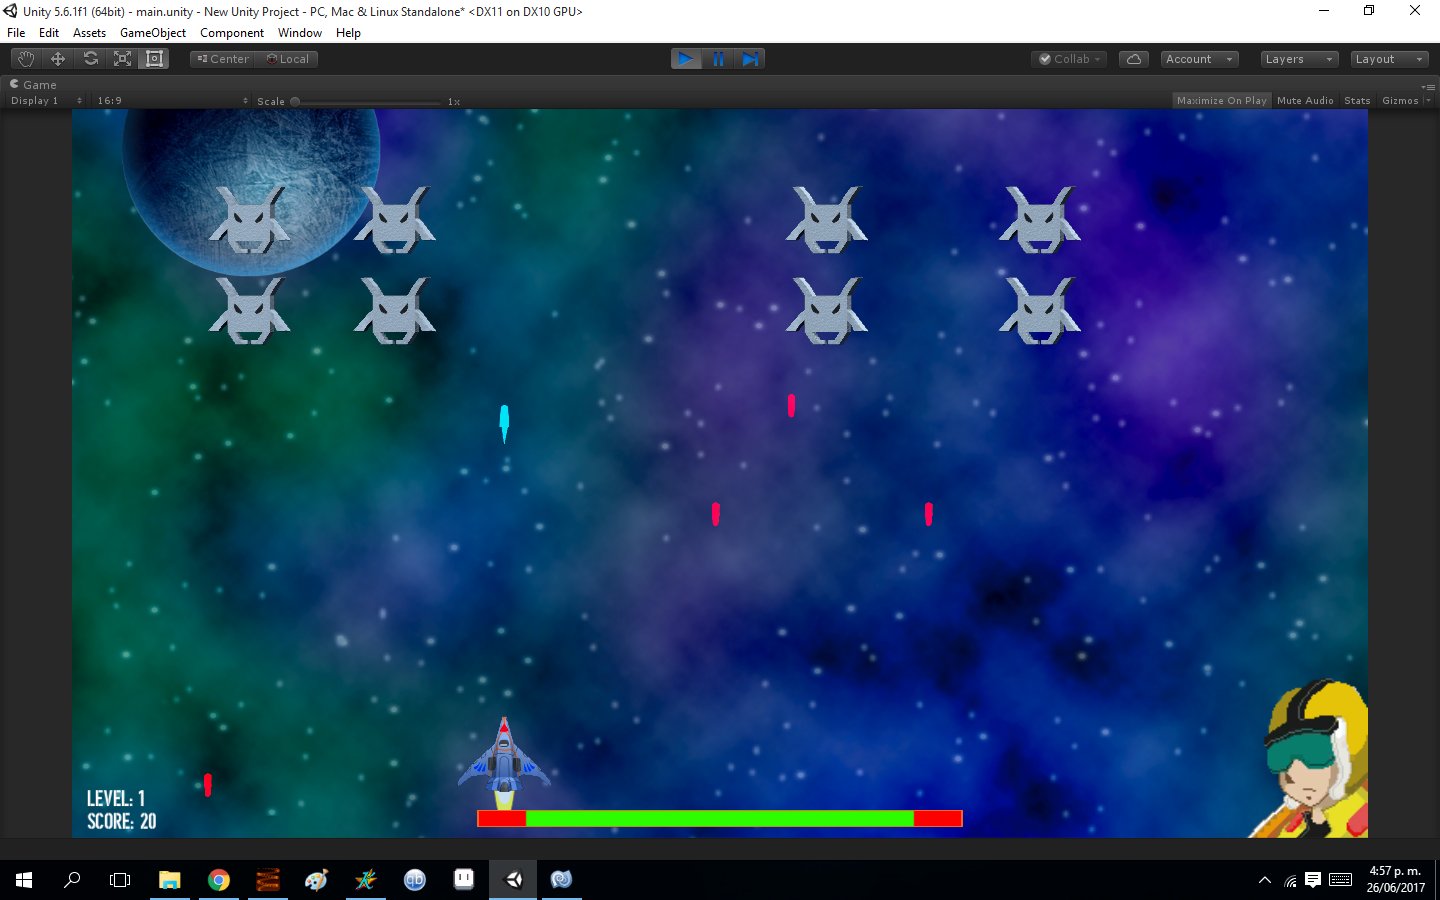 Unity 5.6.1f1 (64bit) - main.unity - New Unity Project - PC, Mac & Linux Standalone* <DX11 on DX10 GPU>
File Edit Assets GameObject Component Window Help
Center Local Collab Account Layers Layout
Game
Display 1 16:9 Scale 1x Maximize On Play Mute Audio Stats Gizmos
LEVEL: 1
SCORE: 20
qb
4:57 p. m.
26/06/2017